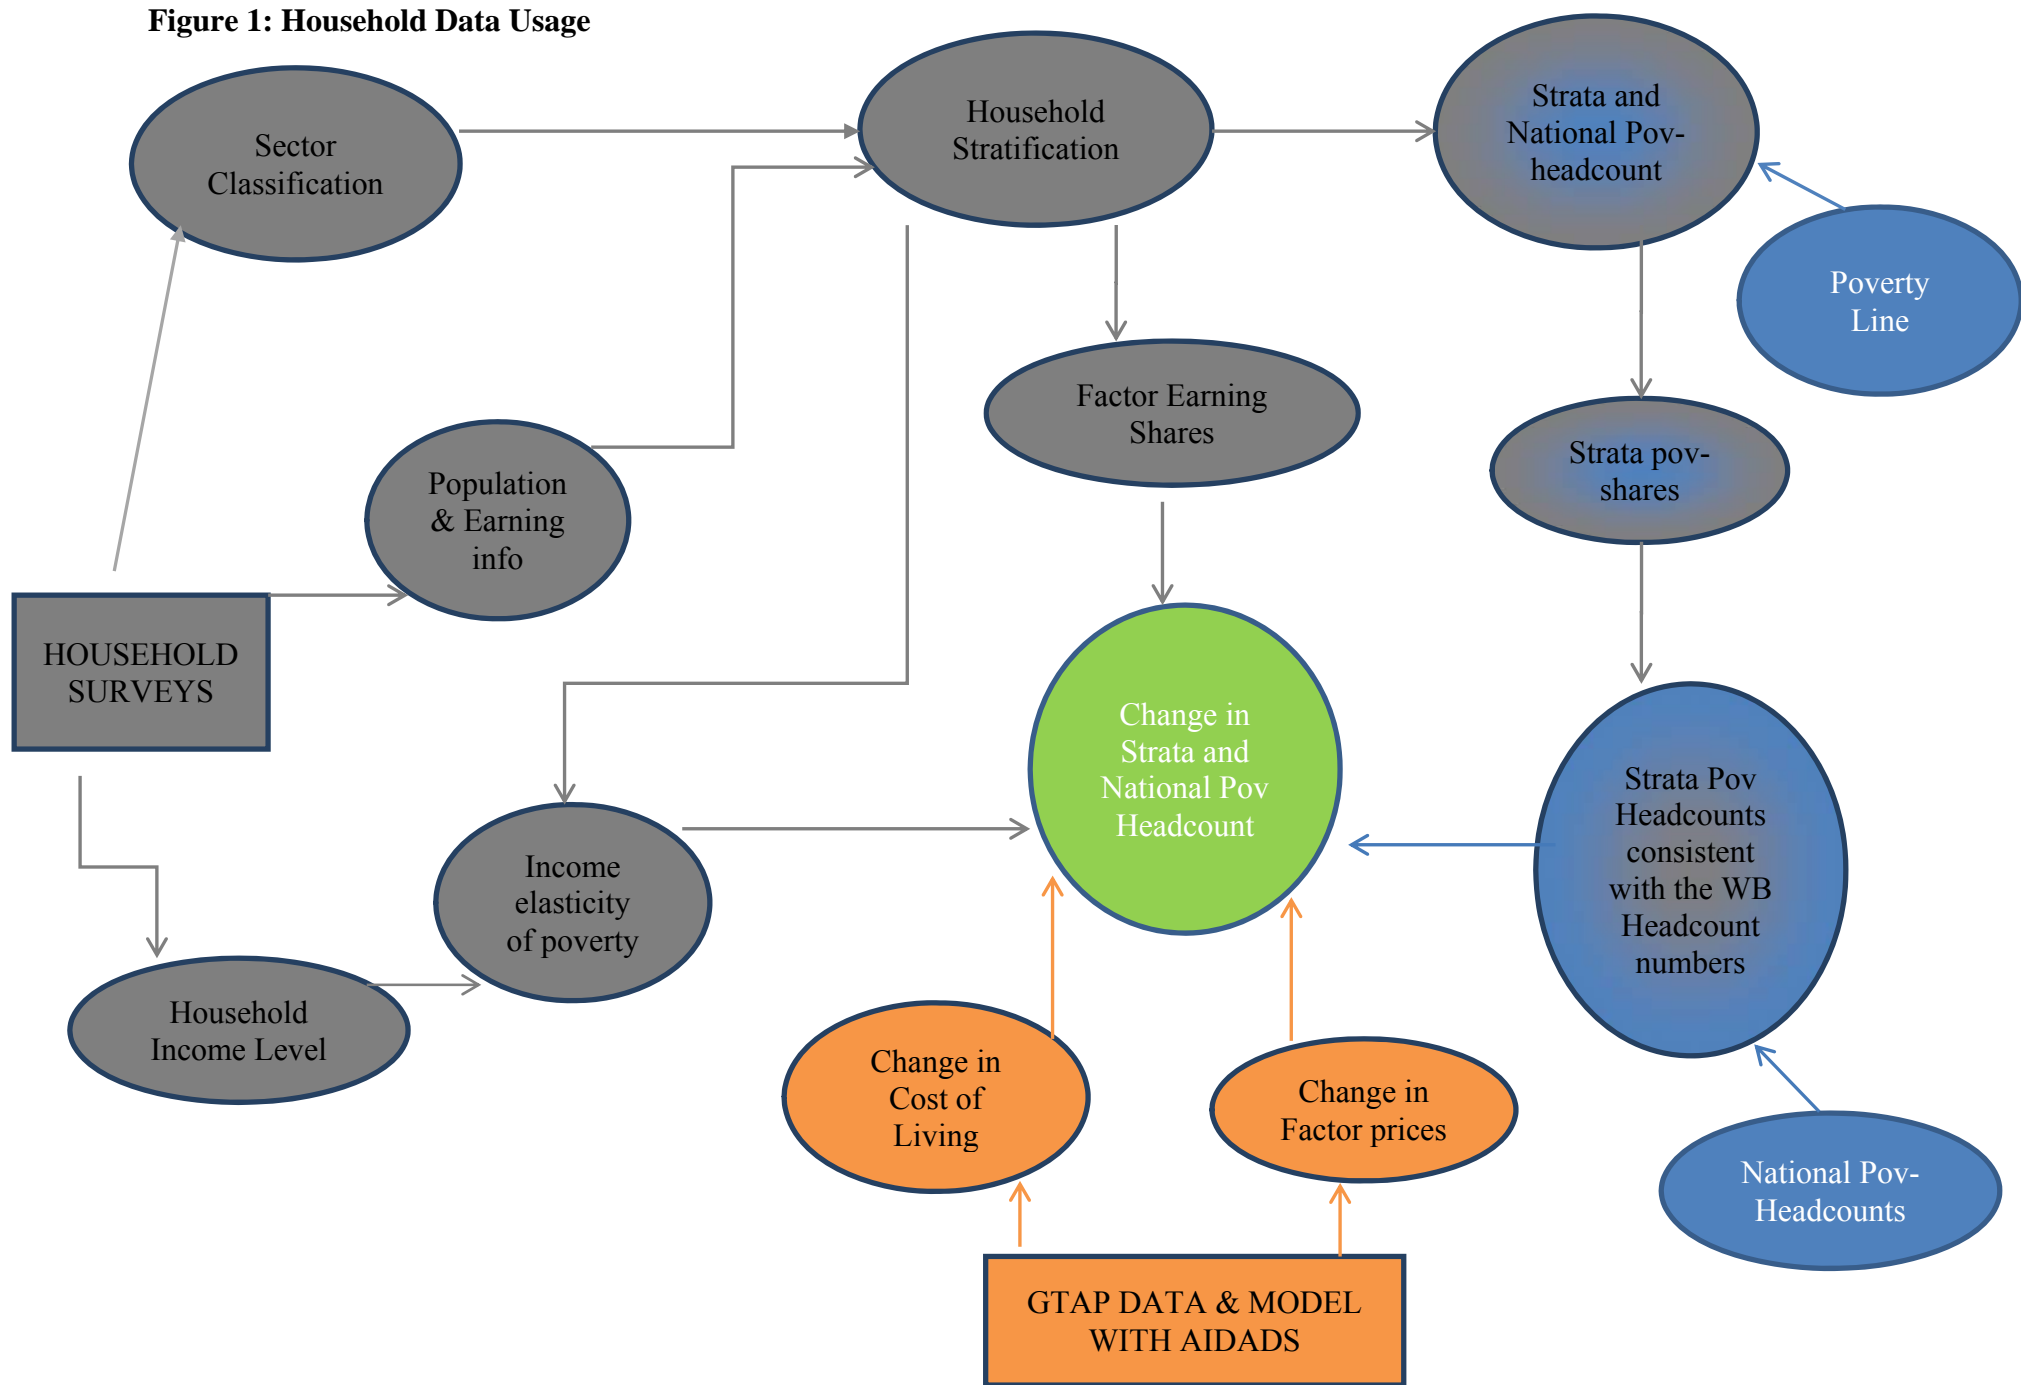 Figure 1: Household Data Usage
Sector
Classification
Household
Stratification
Strata and
National Pov-
headcount
Poverty
Line
Factor Earning
Shares
Strata pov-
shares
Population
& Earning
info
HOUSEHOLD
SURVEYS
Change in
Strata and
National Pov
Headcount
Strata Pov
Headcounts
consistent
with the WB
Headcount
numbers
Income
elasticity
of poverty
Household
Income Level
Change in
Cost of
Living
Change in
Factor prices
National Pov-
Headcounts
GTAP DATA & MODEL
WITH AIDADS